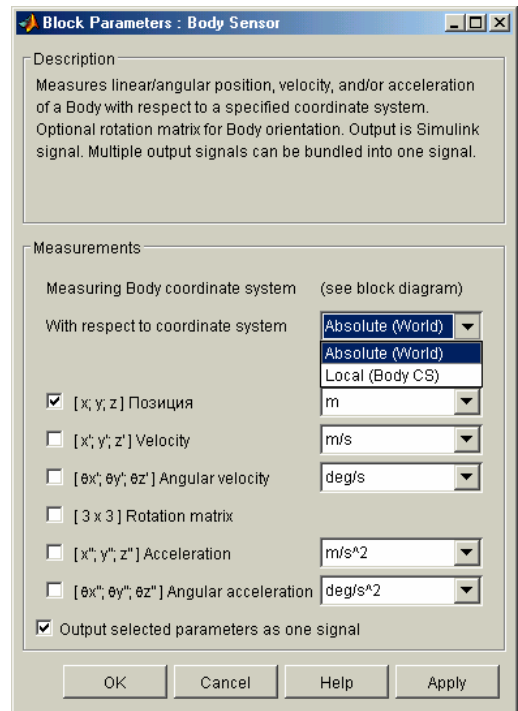 Block Parameters : Body Sensor
Description
Measures linear/angular position, velocity, and/or acceleration
of a Body with respect to a specified coordinate system.
Optional rotation matrix for Body orientation. Output is Simulink
signal. Multiple output signals can be bundled into one signal.
Measurements
Measuring Body coordinate system (see block diagram)
With respect to coordinate system Absolute (World)
Absolute (World)
Local (Body CS)
[ x; y; z ] Позиция m
[ x'; y'; z' ] Velocity m/s
[ θx'; θy'; θz' ] Angular velocity deg/s
[ 3 x 3 ] Rotation matrix
[ x''; y''; z'' ] Acceleration m/s^2
[ θx''; θy''; θz'' ] Angular acceleration deg/s^2
Output selected parameters as one signal
OK Cancel Help Apply